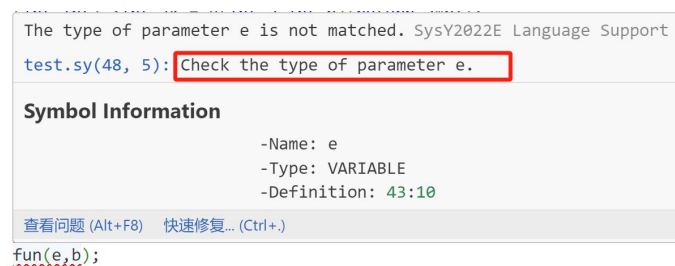 The type of parameter e is not matched. SysY2022E Language Support
test.sy(48, 5): Check the type of parameter e.
Symbol Information
-Name: e
-Type: VARIABLE
-Definition: 43:10
查看问题 (Alt+F8) 快速修复... (Ctrl+.)
fun(e,b);